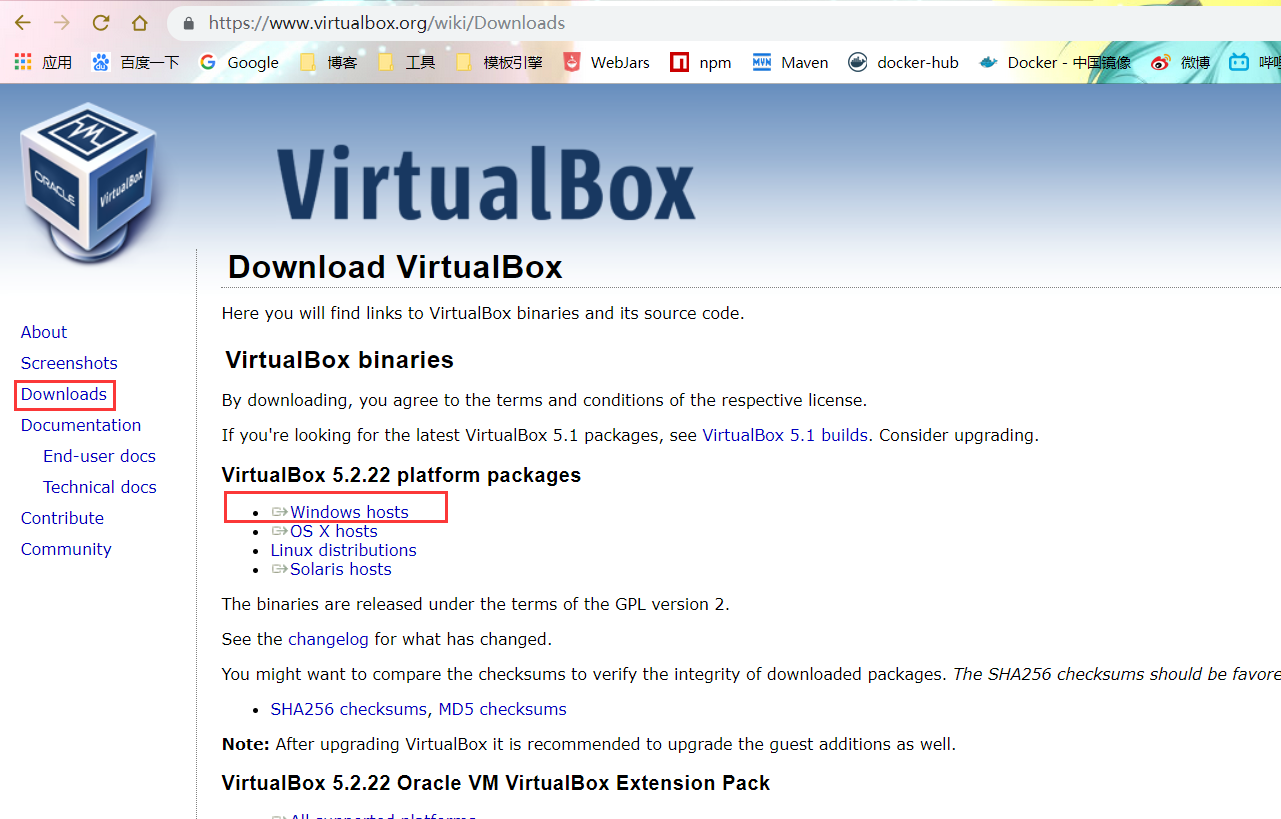 https://www.virtualbox.org/wiki/Downloads
应用 百度一下 Google 博客 工具 模板引擎 WebJars npm Maven docker-hub Docker - 中国镜像 微博
ORACLE VirtualBox
VirtualBox
Download VirtualBox
Here you will find links to VirtualBox binaries and its source code.
About
Screenshots
Downloads
Documentation
End-user docs
Technical docs
Contribute
Community
VirtualBox binaries
By downloading, you agree to the terms and conditions of the respective license.
If you're looking for the latest VirtualBox 5.1 packages, see VirtualBox 5.1 builds. Consider upgrading.
VirtualBox 5.2.22 platform packages
Windows hosts
OS X hosts
Linux distributions
Solaris hosts
The binaries are released under the terms of the GPL version 2.
See the changelog for what has changed.
You might want to compare the checksums to verify the integrity of downloaded packages. The SHA256 checksums should be favore
SHA256 checksums, MD5 checksums
Note: After upgrading VirtualBox it is recommended to upgrade the guest additions as well.
VirtualBox 5.2.22 Oracle VM VirtualBox Extension Pack
All supported platforms